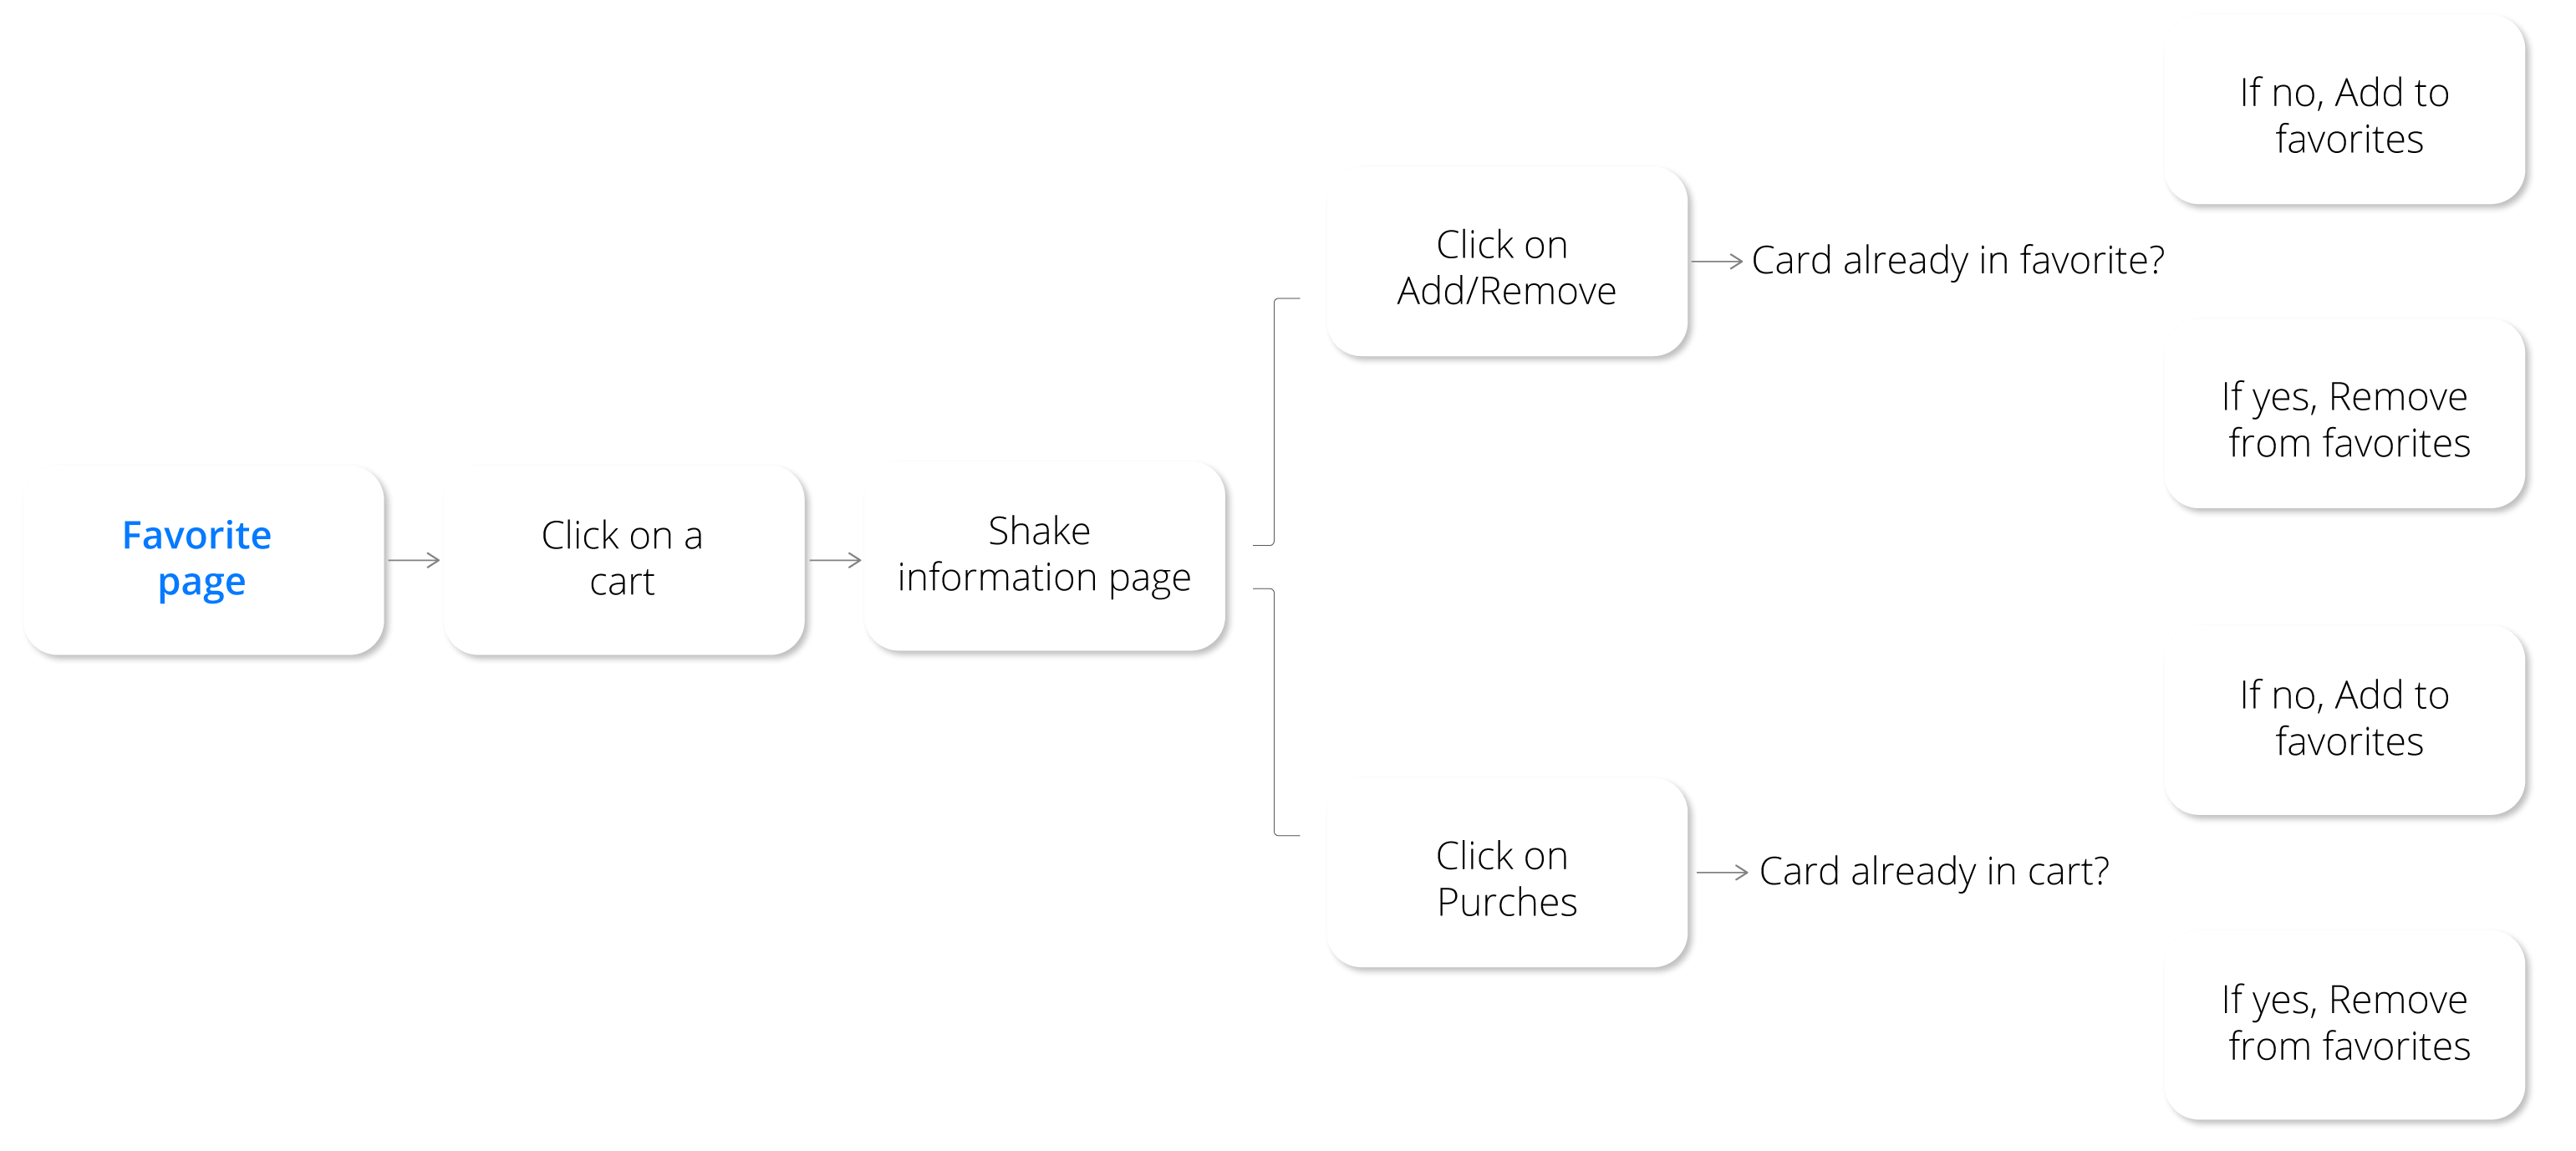 Favorite
page
Click on a
cart
Shake
information page
Click on
Add/Remove
Card already in favorite?
If no, Add to
favorites
If yes, Remove
from favorites
Click on
Purches
Card already in cart?
If no, Add to
favorites
If yes, Remove
from favorites